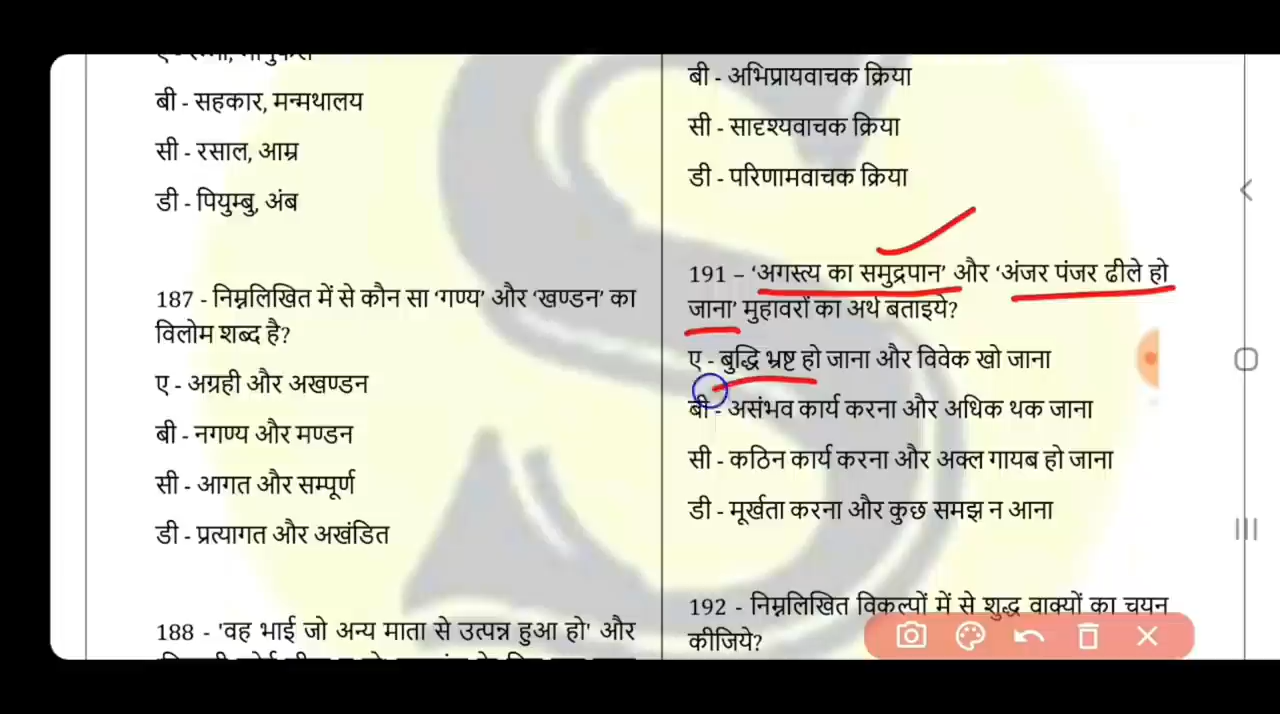 बी - सहकार, मन्मथालय
सी - रसाल, आम्र
डी - पियुम्बु, अंब
187 - निम्नलिखित में से कौन सा ‘गण्य’ और ‘खण्डन’ का
विलोम शब्द है?
ए - अग्रही और अखण्डन
बी - नगण्य और मण्डन
सी - आगत और सम्पूर्ण
डी - प्रत्यागत और अखंडित
188 - 'वह भाई जो अन्य माता से उत्पन्न हुआ हो' और
बी - अभिप्रायवाचक क्रिया
सी - सादृश्यवाचक क्रिया
डी - परिणामवाचक क्रिया
191 – ‘अगस्त्य का समुद्रपान’ और ‘अंजर पंजर ढीले हो
जाना’ मुहावरों का अर्थ बताइये?
ए - बुद्धि भ्रष्ट हो जाना और विवेक खो जाना
बी - असंभव कार्य करना और अधिक थक जाना
सी - कठिन कार्य करना और अक्ल गायब हो जाना
डी - मूर्खता करना और कुछ समझ न आना
192 - निम्नलिखित विकल्पों में से शुद्ध वाक्यों का चयन
कीजिये?